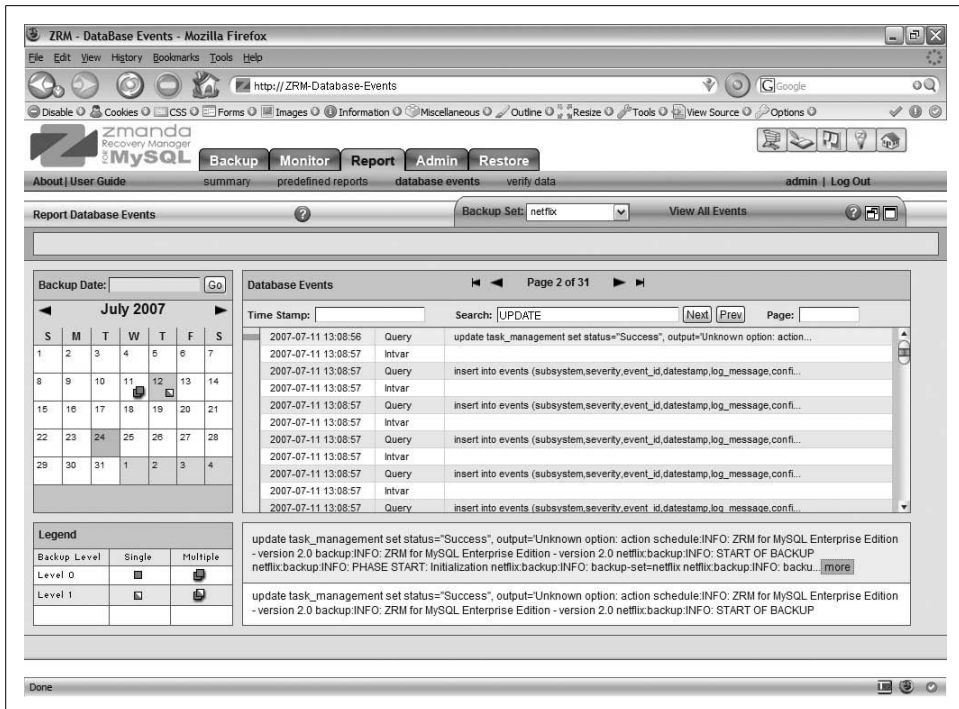 ZRM - DataBase Events - Mozilla Firefox
File Edit View History Bookmarks Tools Help
http://ZRM-Database-Events
Google
Disable Cookies CSS Forms Images Information Miscellaneous Outline Resize Tools View Source Options
zmanda
Recovery Manager
FOR MySQL
Backup Monitor Report Admin Restore
About | User Guide
summary predefined reports database events verify data
admin | Log Out
Report Database Events
?
Backup Set: netflix
View All Events
?
Backup Date: Go
July 2007
S M T W T F S
1 2 3 4 5 6 7
8 9 10 11 12 13 14
15 16 17 18 19 20 21
22 23 24 25 26 27 28
29 30 31 1 2 3 4
Legend
Backup Level Single Multiple
Level 0
Level 1
Database Events
Page 2 of 31
Time Stamp: Search: UPDATE Next Prev Page:
2007-07-11 13:08:56 Query update task_management set status="Success", output='Unknown option: action...
2007-07-11 13:08:57 Intvar
2007-07-11 13:08:57 Query insert into events (subsystem,severity,event_id,datestamp,log_message,confi...
2007-07-11 13:08:57 Intvar
2007-07-11 13:08:57 Query insert into events (subsystem,severity,event_id,datestamp,log_message,confi...
2007-07-11 13:08:57 Intvar
2007-07-11 13:08:57 Query insert into events (subsystem,severity,event_id,datestamp,log_message,confi...
2007-07-11 13:08:57 Intvar
2007-07-11 13:08:57 Query insert into events (subsystem,severity,event_id,datestamp,log_message,confi...
2007-07-11 13:08:57 Intvar
2007-07-11 13:08:57 Query insert into events (subsystem,severity,event_id,datestamp,log_message,confi...
update task_management set status="Success", output='Unknown option: action schedule:INFO: ZRM for MySQL Enterprise Edition
- version 2.0 backup:INFO: ZRM for MySQL Enterprise Edition - version 2.0 netflix:backup:INFO: START OF BACKUP
netflix:backup:INFO: PHASE START: Initialization netflix:backup:INFO: backup-set=netflix netflix:backup:INFO: backu... more
update task_management set status="Success", output='Unknown option: action schedule:INFO: ZRM for MySQL Enterprise Edition
- version 2.0 backup:INFO: ZRM for MySQL Enterprise Edition - version 2.0 netflix:backup:INFO: START OF BACKUP
Done